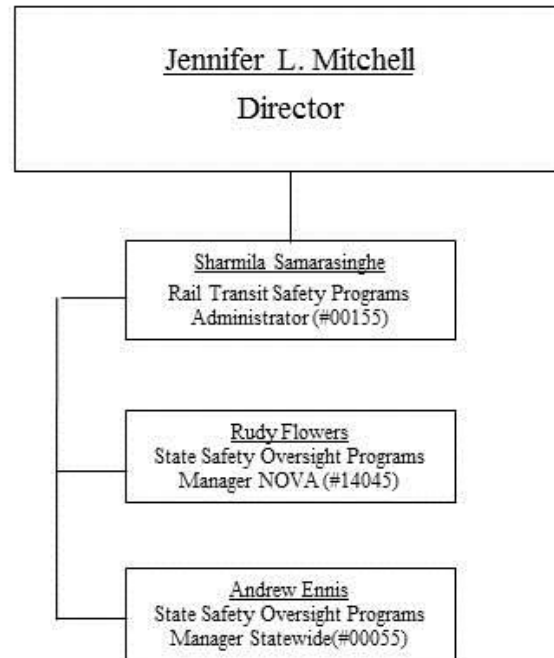 Jennifer L. Mitchell
Director
Sharmila Samarasinghe
Rail Transit Safety Programs
Administrator (#00155)
Rudy Flowers
State Safety Oversight Programs
Manager NOVA (#14045)
Andrew Ennis
State Safety Oversight Programs
Manager Statewide(#00055)